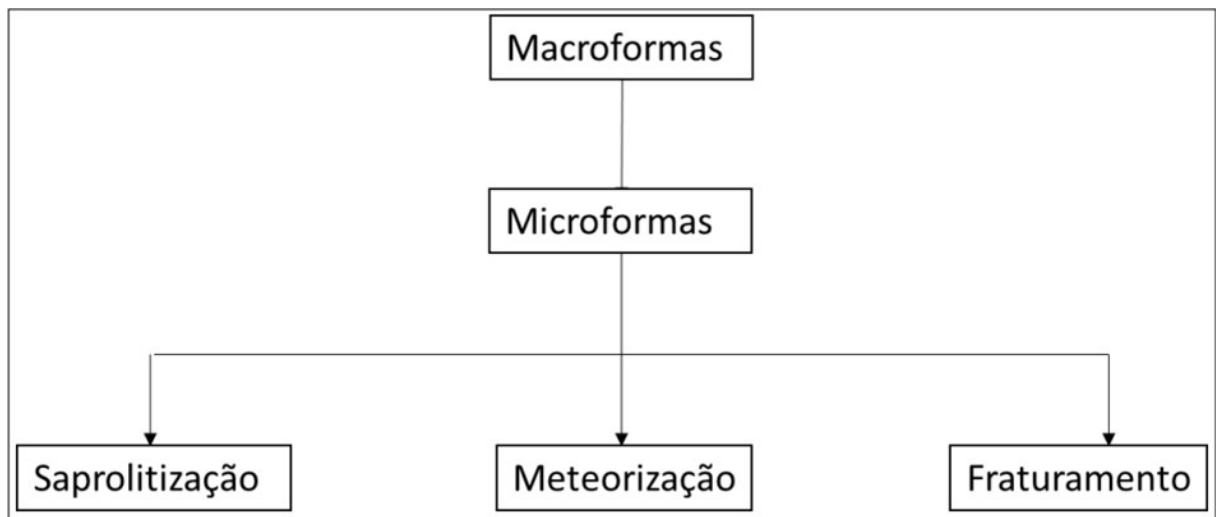 Macroformas
Microformas
Saprolitização
Meteorização
Fraturamento